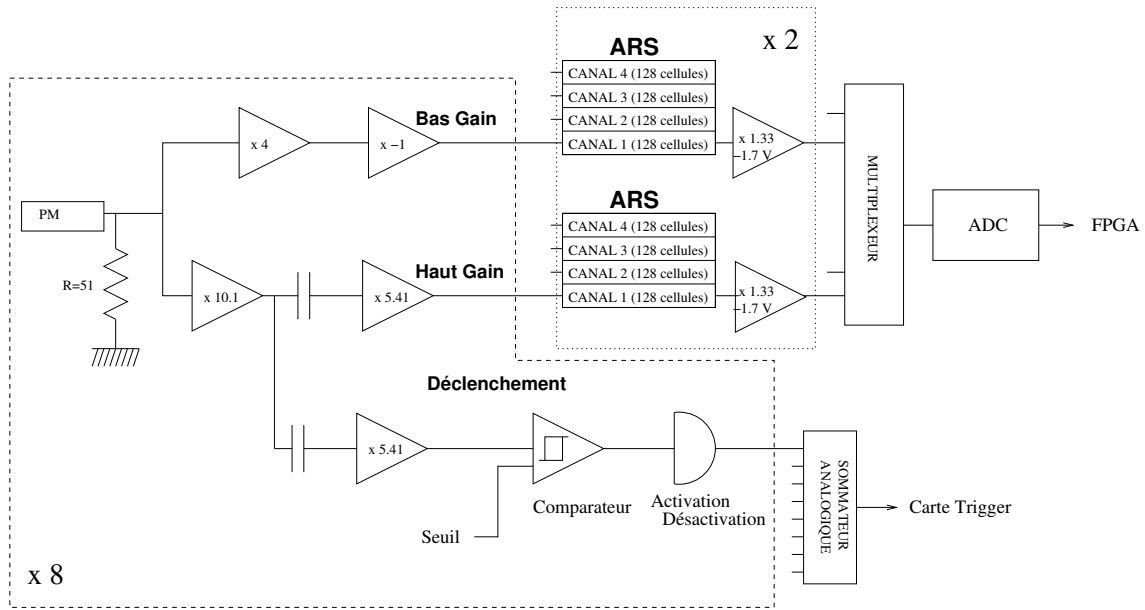 x 2
ARS
CANAL 4 (128 cellules)
CANAL 3 (128 cellules)
CANAL 2 (128 cellules)
CANAL 1 (128 cellules)
Bas Gain
x 4
x −1
x 1.33
−1.7 V
MULTIPLEXEUR
PM
R=51
ARS
CANAL 4 (128 cellules)
CANAL 3 (128 cellules)
CANAL 2 (128 cellules)
CANAL 1 (128 cellules)
Haut Gain
x 10.1
x 5.41
x 1.33
−1.7 V
ADC
FPGA
Déclenchement
x 5.41
Comparateur
Seuil
Activation
Désactivation
SOMMATEUR
ANALOGIQUE
Carte Trigger
x 8